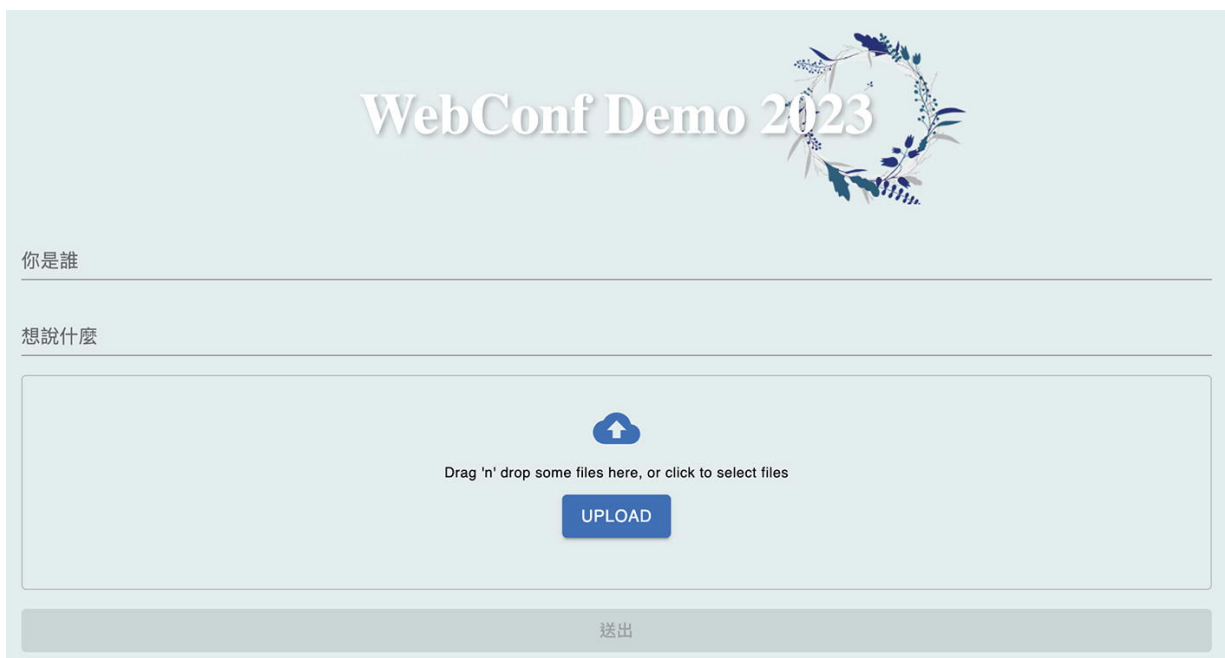 WebConf Demo 2023
你是誰
想說什麼
Drag 'n' drop some files here, or click to select files
UPLOAD
送出